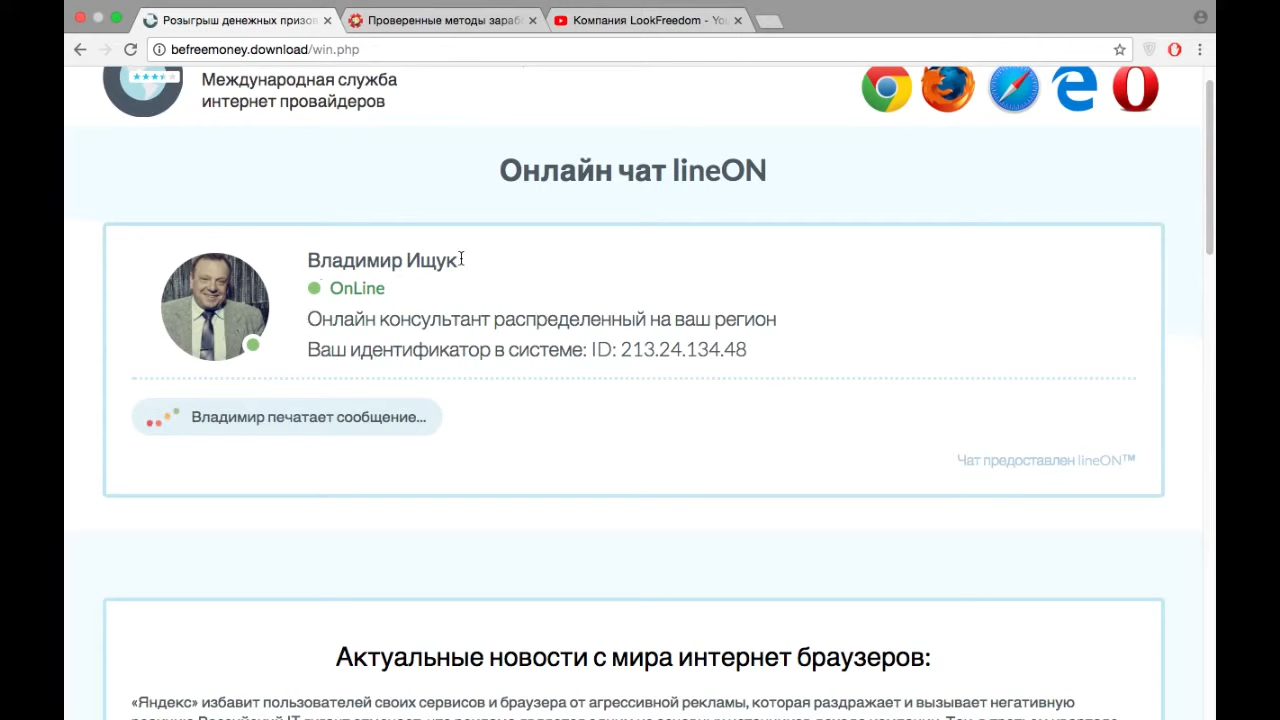 Розыгрыш денежных призов
Проверенные методы зараб
Компания LookFreedom - You
befreemoney.download/win.php
Международная служба
интернет провайдеров
Онлайн чат lineON
Владимир Ищук
OnLine
Онлайн консультант распределенный на ваш регион
Ваш идентификатор в системе: ID: 213.24.134.48
Владимир печатает сообщение...
Чат предоставлен lineON™
Актуальные новости с мира интернет браузеров:
«Яндекс» избавит пользователей своих сервисов и браузера от агрессивной рекламы, которая раздражает и вызывает негативную